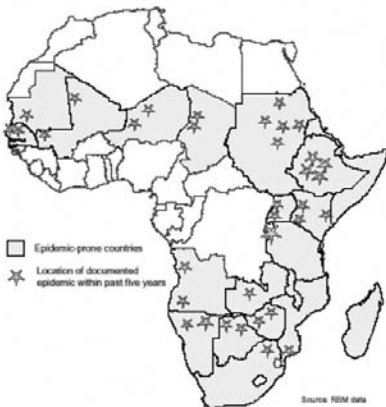 Epidemic-prone countries
Location of documented
epidemic within past five years
Source: RBM data